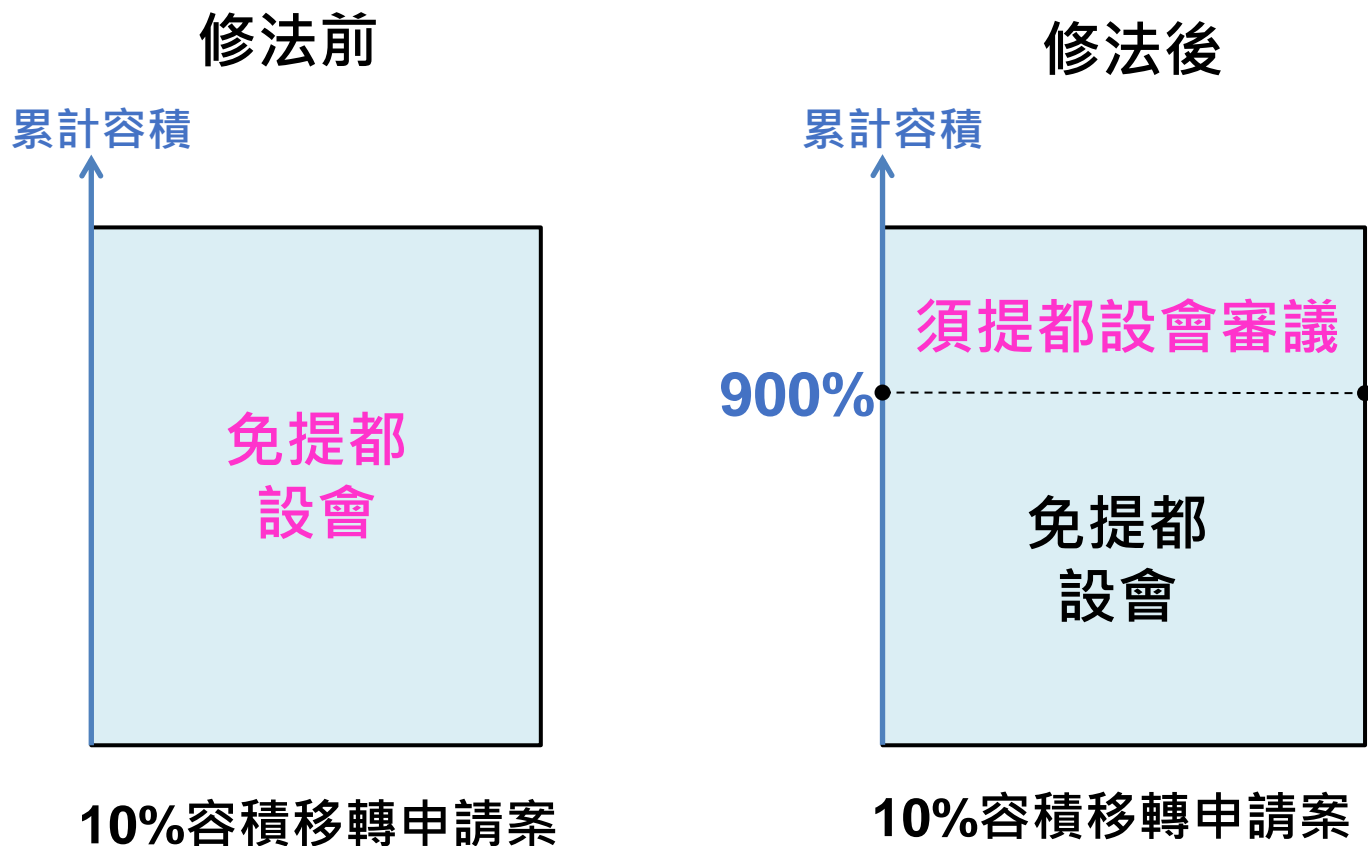 修法前
累計容積
免提都
設會
10%容積移轉申請案
修法後
累計容積
須提都設會審議
900%
免提都
設會
10%容積移轉申請案